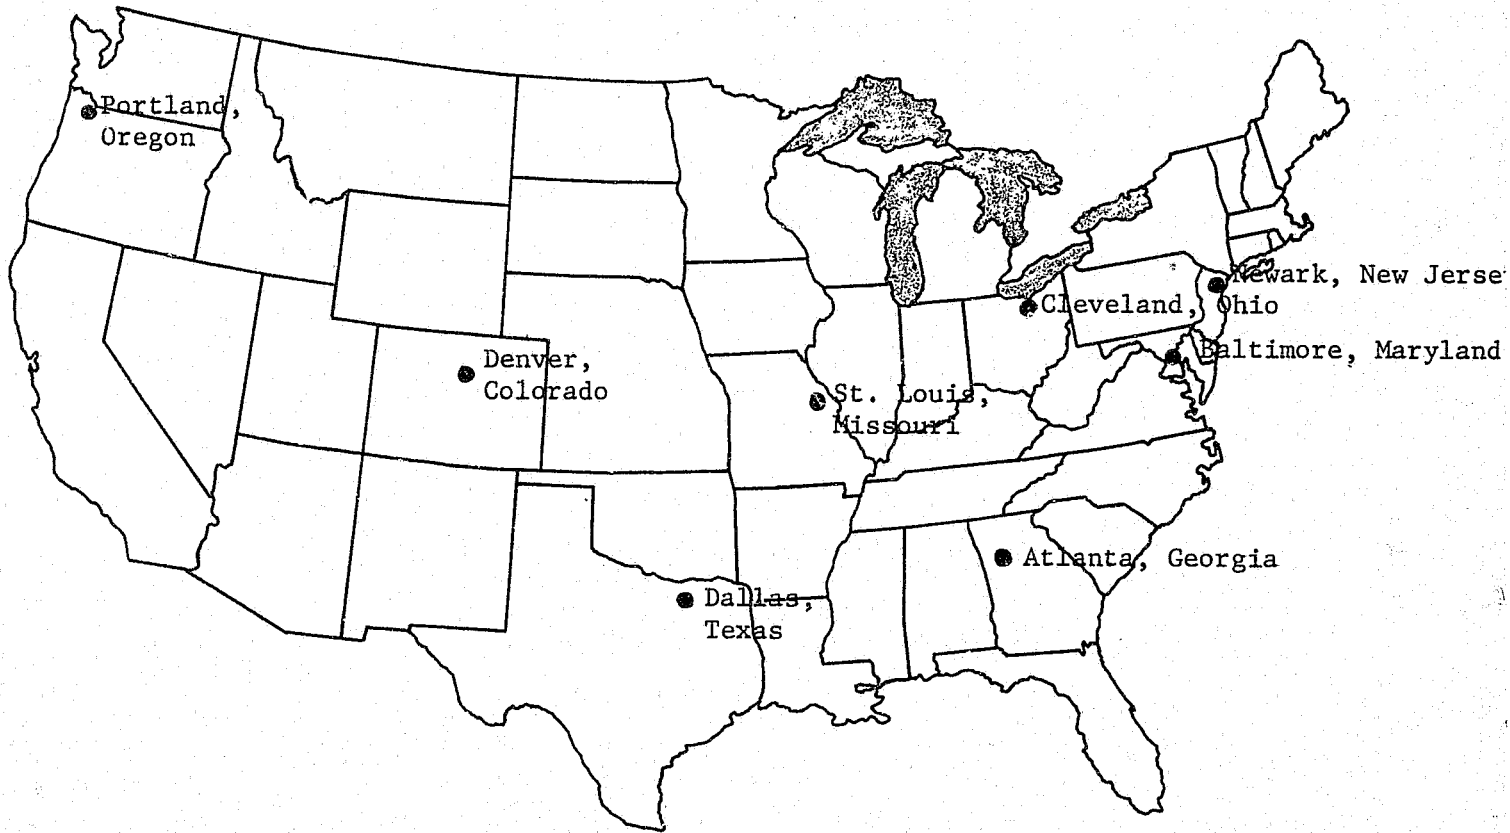 Portland,
Oregon
Newark, New Jerse
Cleveland, Ohio
Baltimore, Maryland
Denver,
Colorado
St. Louis,
Missouri
Atlanta, Georgia
Dallas,
Texas